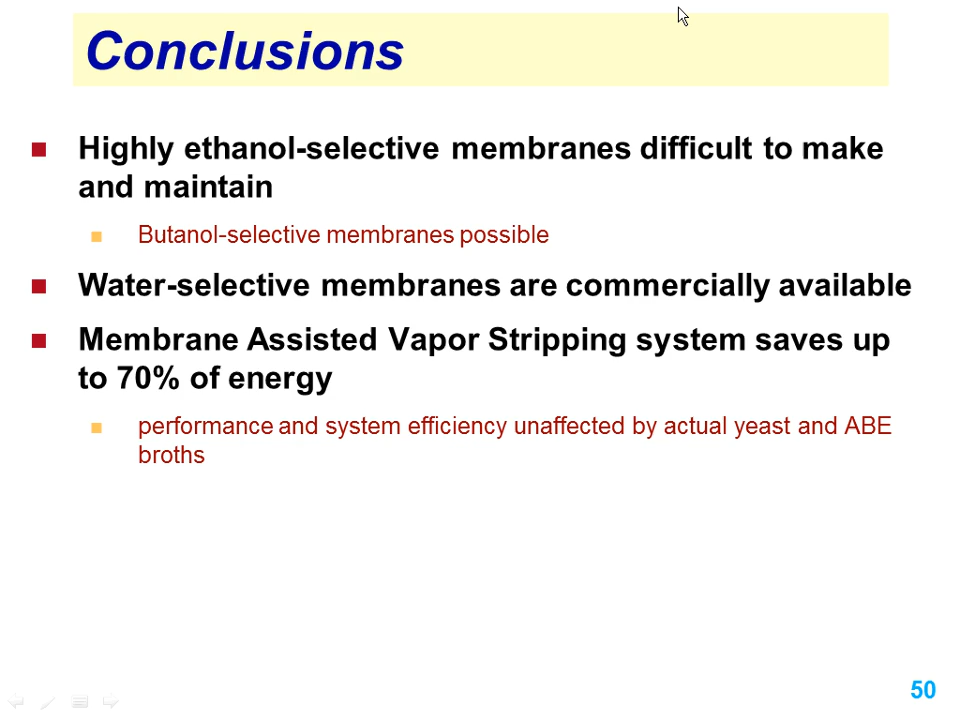 Conclusions
Highly ethanol-selective membranes difficult to make
and maintain
Butanol-selective membranes possible
Water-selective membranes are commercially available
Membrane Assisted Vapor Stripping system saves up
to 70% of energy
performance and system efficiency unaffected by actual yeast and ABE
broths
50